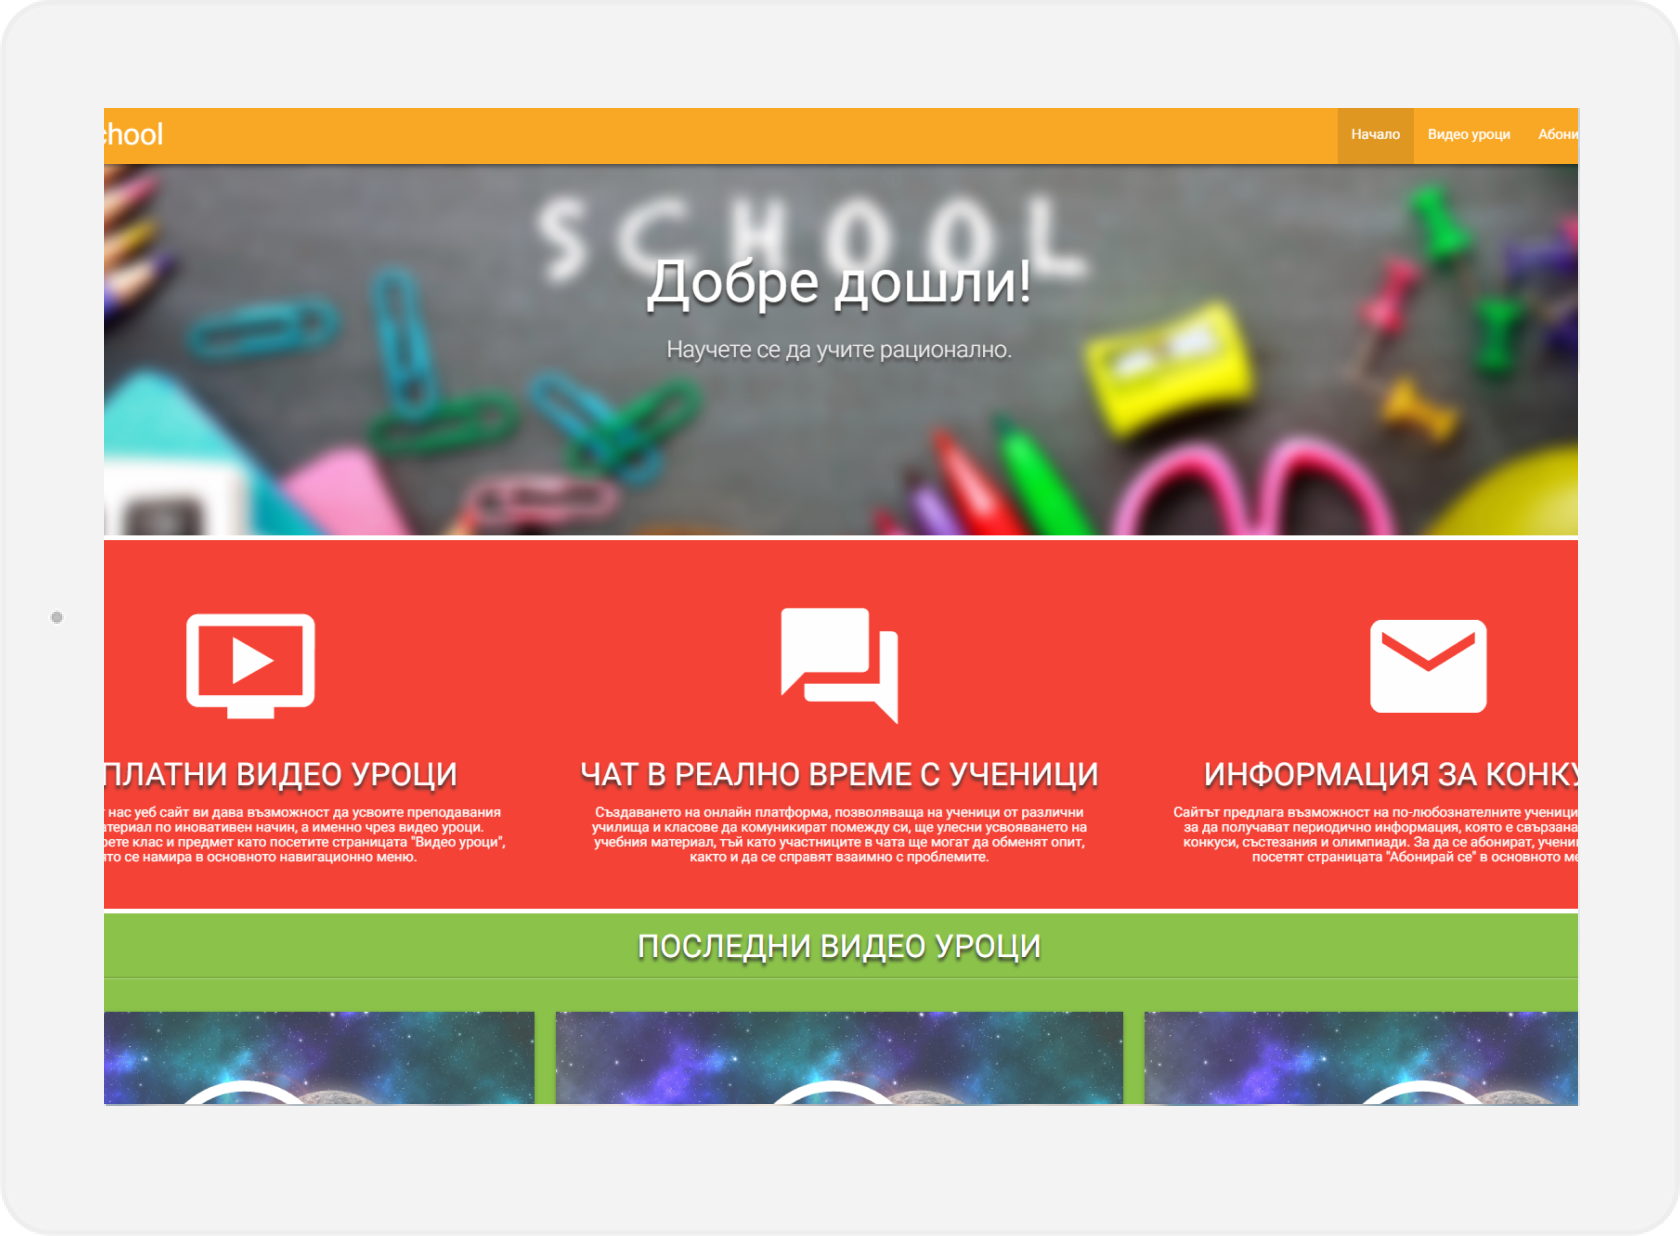 chool
Начало Видео уроци Абони
SCHOOL
Добре дошли!
Научете се да учите рационално.
ПЛАТНИ ВИДЕО УРОЦИ
нас уеб сайт ви дава възможност да усвоите преподавания
атериал по иновативен начин, а именно чрез видео уроци.
рете клас и предмет като посетите страницата "Видео уроци",
ято се намира в основното навигационно меню.
ЧАТ В РЕАЛНО ВРЕМЕ С УЧЕНИЦИ
Създаването на онлайн платформа, позволяваща на ученици от различни
училища и класове да комуникират помежду си, ще улесни усвояването на
учебния материал, тъй като участниците в чата ще могат да обменят опит,
както и да се справят взаимно с проблемите.
ИНФОРМАЦИЯ ЗА КОНКУ
Сайтът предлага възможност на по-любознателните ученици
за да получават периодично информация, която е свързана
конкуси, състезания и олимпиади. За да се абонират, учени
посетят страницата "Абонирай се" в основното ме
ПОСЛЕДНИ ВИДЕО УРОЦИ